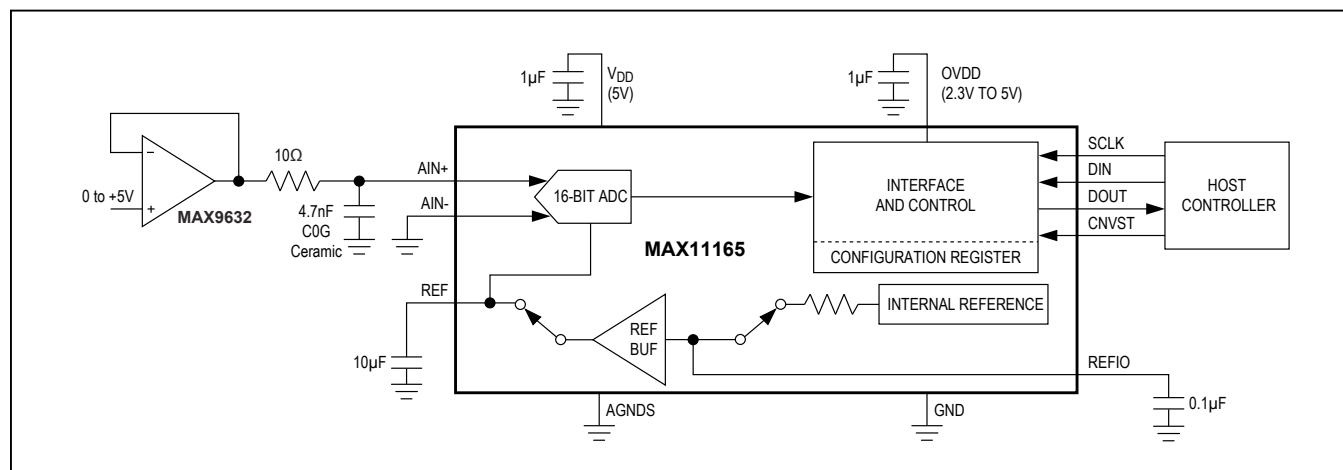 1µF
VDD
(5V)
1µF
OVDD
(2.3V TO 5V)
10Ω
0 to +5V
−
+
MAX9632
4.7nF
C0G
Ceramic
AIN+
AIN-
16-BIT ADC
MAX11165
INTERFACE
AND CONTROL
CONFIGURATION REGISTER
SCLK
DIN
DOUT
CNVST
HOST
CONTROLLER
REF
10µF
REF
BUF
INTERNAL REFERENCE
REFIO
0.1µF
AGNDS
GND